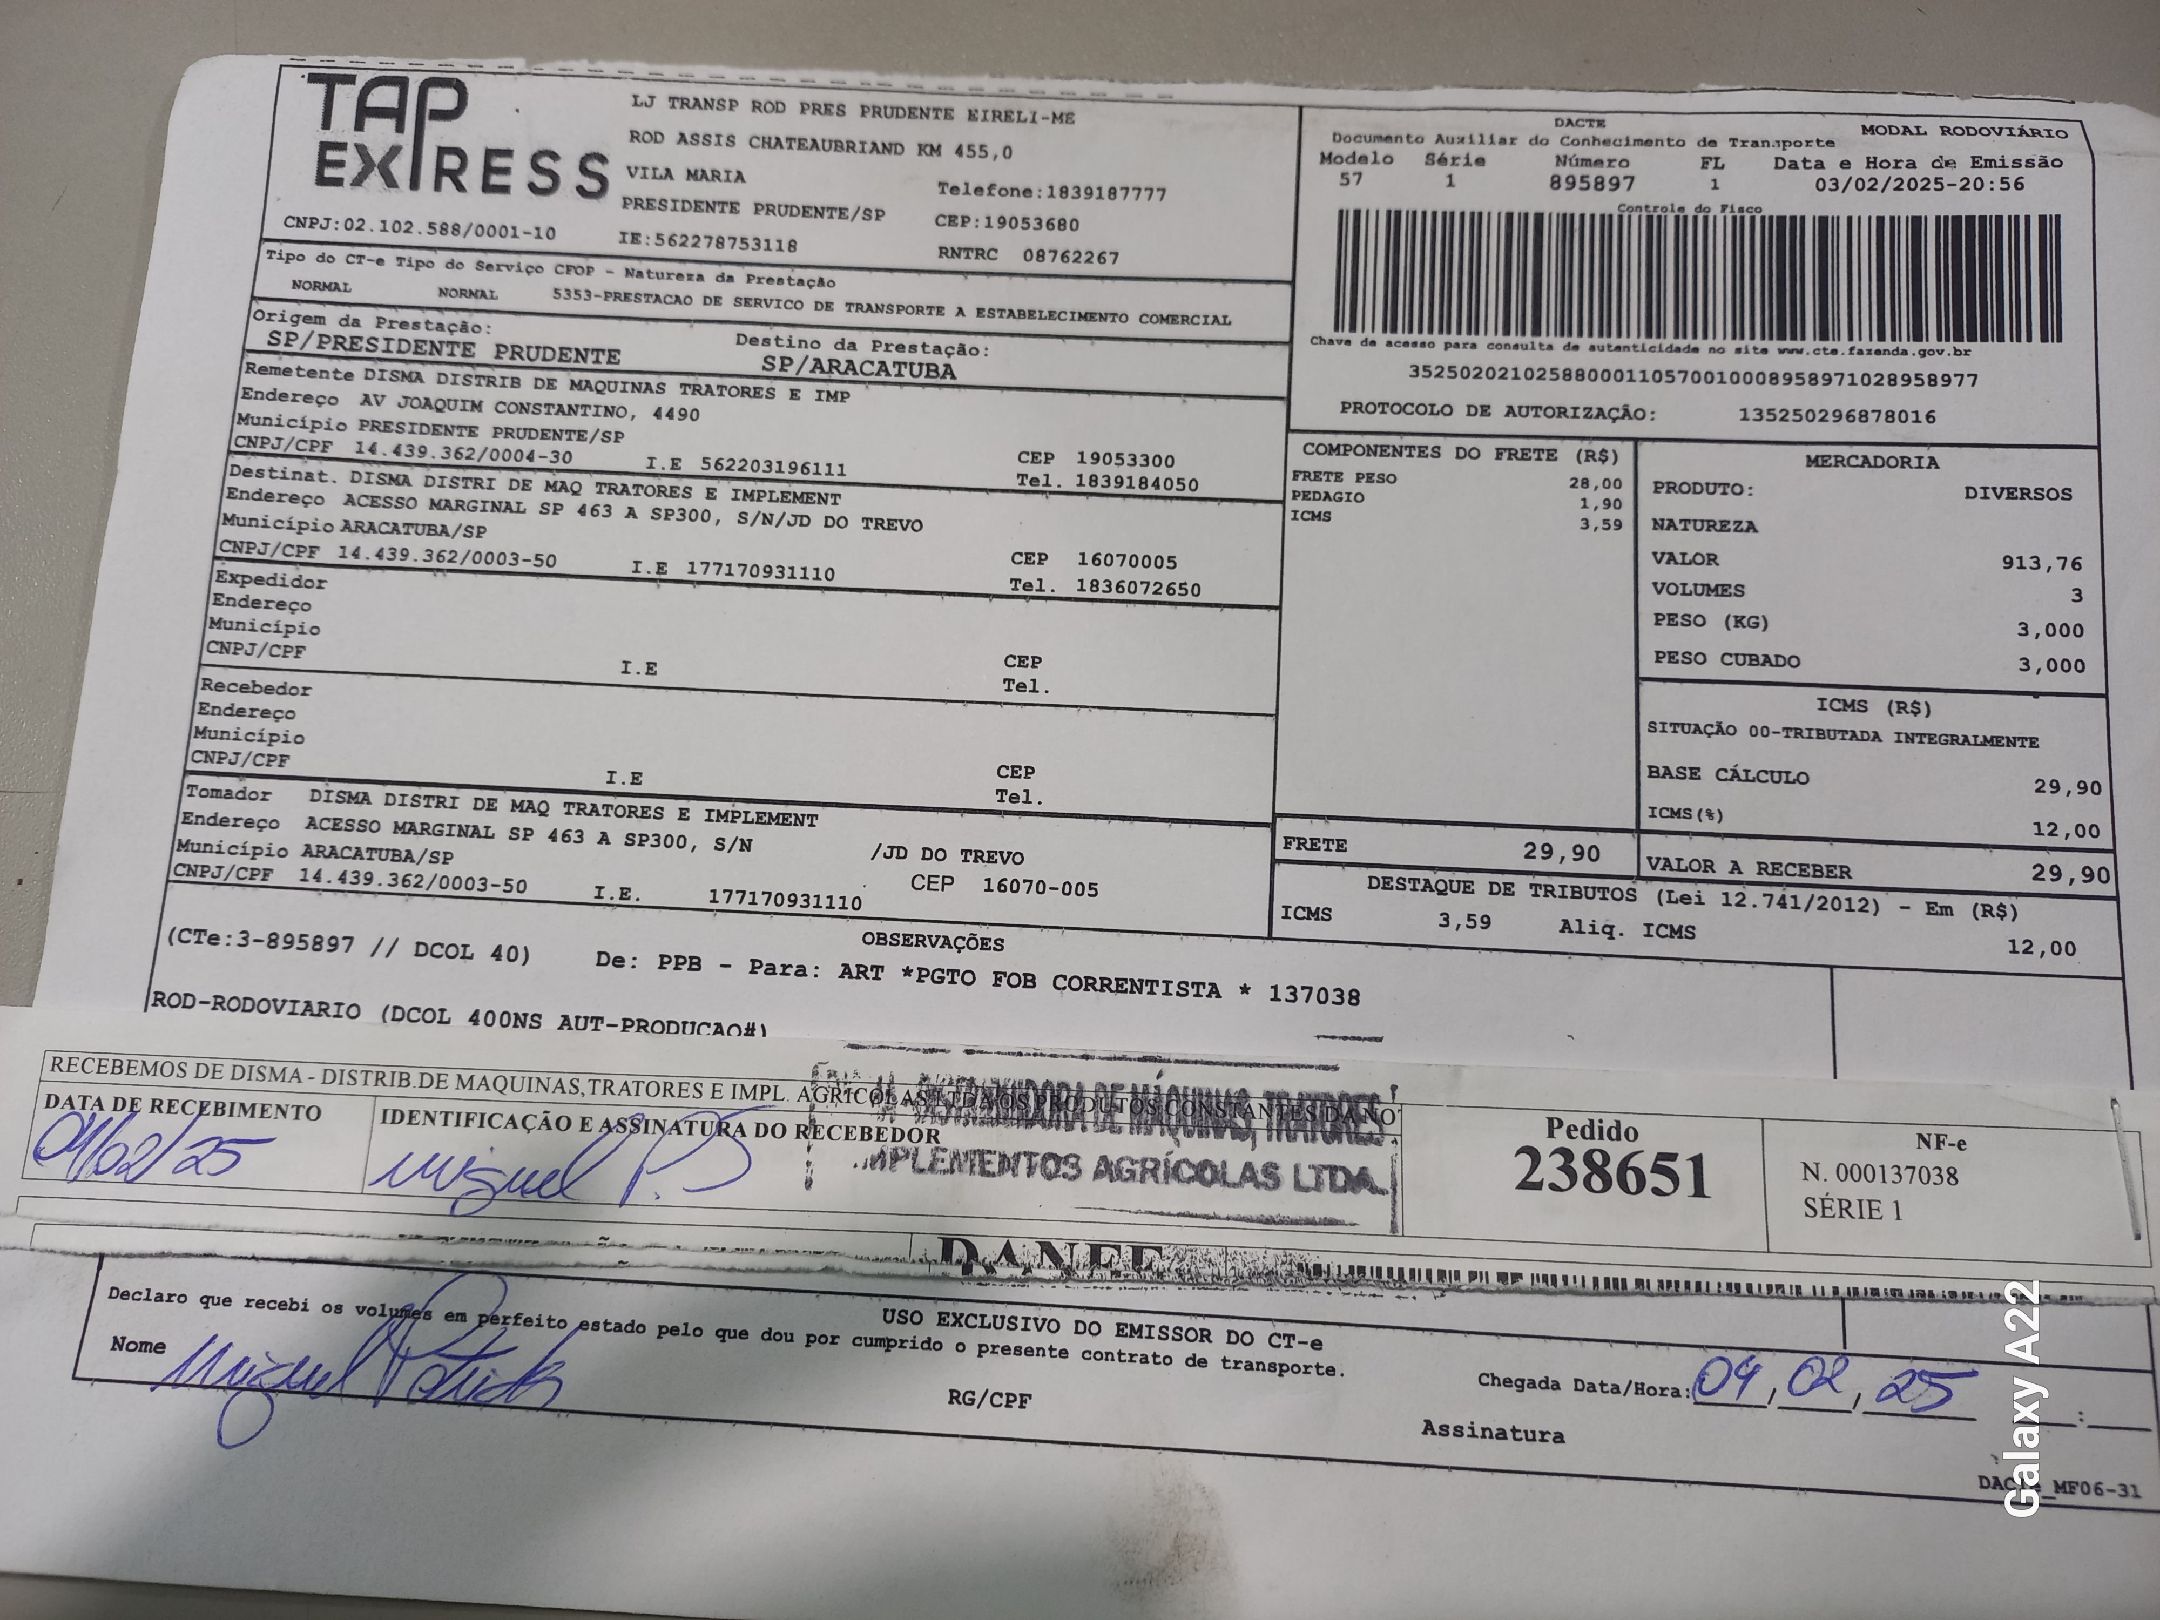 TAP EXPRESS
LJ TRANSP ROD PRES PRUDENTE EIRELI-ME
ROD ASSIS CHATEAUBRIAND KM 455,0
VILA MARIA
Telefone:1839187777
PRESIDENTE PRUDENTE/SP
CEP:19053680
CNPJ:02.102.588/0001-10
IE:562278753118
RNTRC 08762267
DACTE
MODAL RODOVIÁRIO
Documento Auxiliar do Conhecimento de Transporte
Modelo Série Número FL Data e Hora de Emissão
57 1 895897 1 03/02/2025-20:56
Controle do Fisco
Chave de acesso para consulta de autenticidade no site www.cte.fazenda.gov.br
35250202102588000110570010008958971028958977
PROTOCOLO DE AUTORIZAÇÃO: 135250296878016
Tipo do CT-e Tipo do Serviço CFOP - Natureza da Prestação
NORMAL NORMAL 5353-PRESTACAO DE SERVICO DE TRANSPORTE A ESTABELECIMENTO COMERCIAL
Origem da Prestação: Destino da Prestação:
SP/PRESIDENTE PRUDENTE SP/ARACATUBA
Remetente DISMA DISTRIB DE MAQUINAS TRATORES E IMP
Endereço AV JOAQUIM CONSTANTINO, 4490
Município PRESIDENTE PRUDENTE/SP CEP 19053300
CNPJ/CPF 14.439.362/0004-30 I.E 562203196111 Tel. 1839184050
Destinat. DISMA DISTRI DE MAQ TRATORES E IMPLEMENT
Endereço ACESSO MARGINAL SP 463 A SP300, S/N/JD DO TREVO
Município ARACATUBA/SP CEP 16070005
CNPJ/CPF 14.439.362/0003-50 I.E 177170931110 Tel. 1836072650
Expedidor
Endereço
Município CEP
CNPJ/CPF I.E Tel.
Recebedor
Endereço
Município CEP
CNPJ/CPF I.E Tel.
Tomador DISMA DISTRI DE MAQ TRATORES E IMPLEMENT
Endereço ACESSO MARGINAL SP 463 A SP300, S/N /JD DO TREVO
Município ARACATUBA/SP CEP 16070-005
CNPJ/CPF 14.439.362/0003-50 I.E. 177170931110
COMPONENTES DO FRETE (R$)
FRETE PESO 28,00
PEDAGIO 1,90
ICMS 3,59
MERCADORIA
PRODUTO: DIVERSOS
NATUREZA
VALOR 913,76
VOLUMES 3
PESO (KG) 3,000
PESO CUBADO 3,000
ICMS (R$)
SITUAÇÃO 00-TRIBUTADA INTEGRALMENTE
BASE CÁLCULO 29,90
ICMS(%) 12,00
FRETE 29,90
VALOR A RECEBER 29,90
DESTAQUE DE TRIBUTOS (Lei 12.741/2012) - Em (R$)
ICMS 3,59 Aliq. ICMS 12,00
OBSERVAÇÕES
(CTe:3-895897 // DCOL 40) De: PPB - Para: ART *PGTO FOB CORRENTISTA * 137038
ROD-RODOVIARIO (DCOL 400NS AUT-PRODUCAO#)
RECEBEMOS DE DISMA - DISTRIB.DE MAQUINAS,TRATORES E IMPL. AGRICOLAS LTDA OS PRODUTOS CONSTANTES DA NO
DATA DE RECEBIMENTO
04/02/25
IDENTIFICAÇÃO E ASSINATURA DO RECEBEDOR
Miguel P.
DE MÁQUINAS, TRATORES
IMPLEMENTOS AGRÍCOLAS LTDA.
Pedido
238651
NF-e
N. 000137038
SÉRIE 1
DANFE
USO EXCLUSIVO DO EMISSOR DO CT-e
Declaro que recebi os volumes em perfeito estado pelo que dou por cumprido o presente contrato de transporte.
Nome Miguel
RG/CPF
Chegada Data/Hora: 04, 02, 25 :
Assinatura
MF06-31
Galaxy A22